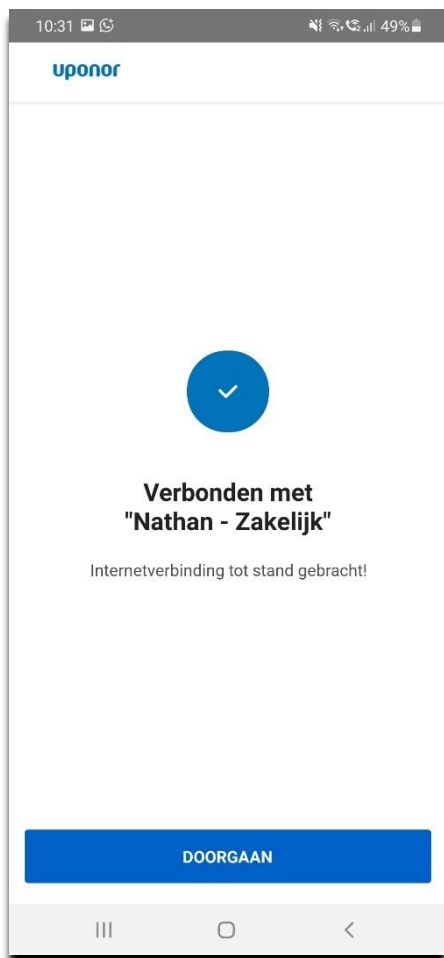 10:31 49%
uponor
Verbonden met
"Nathan - Zakelijk"
Internetverbinding tot stand gebracht!
DOORGAAN